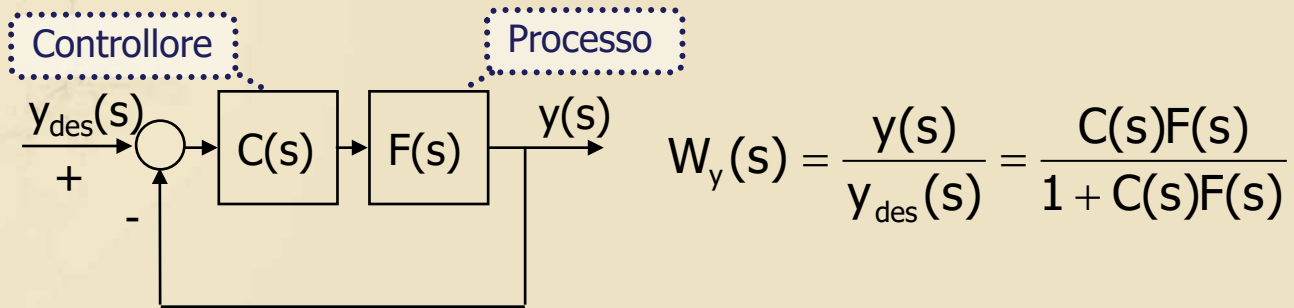 Controllore
Processo
y_des(s)
+
-
C(s)
F(s)
y(s)
W_y(s) = y(s) / y_des(s) = C(s)F(s) / 1 + C(s)F(s)